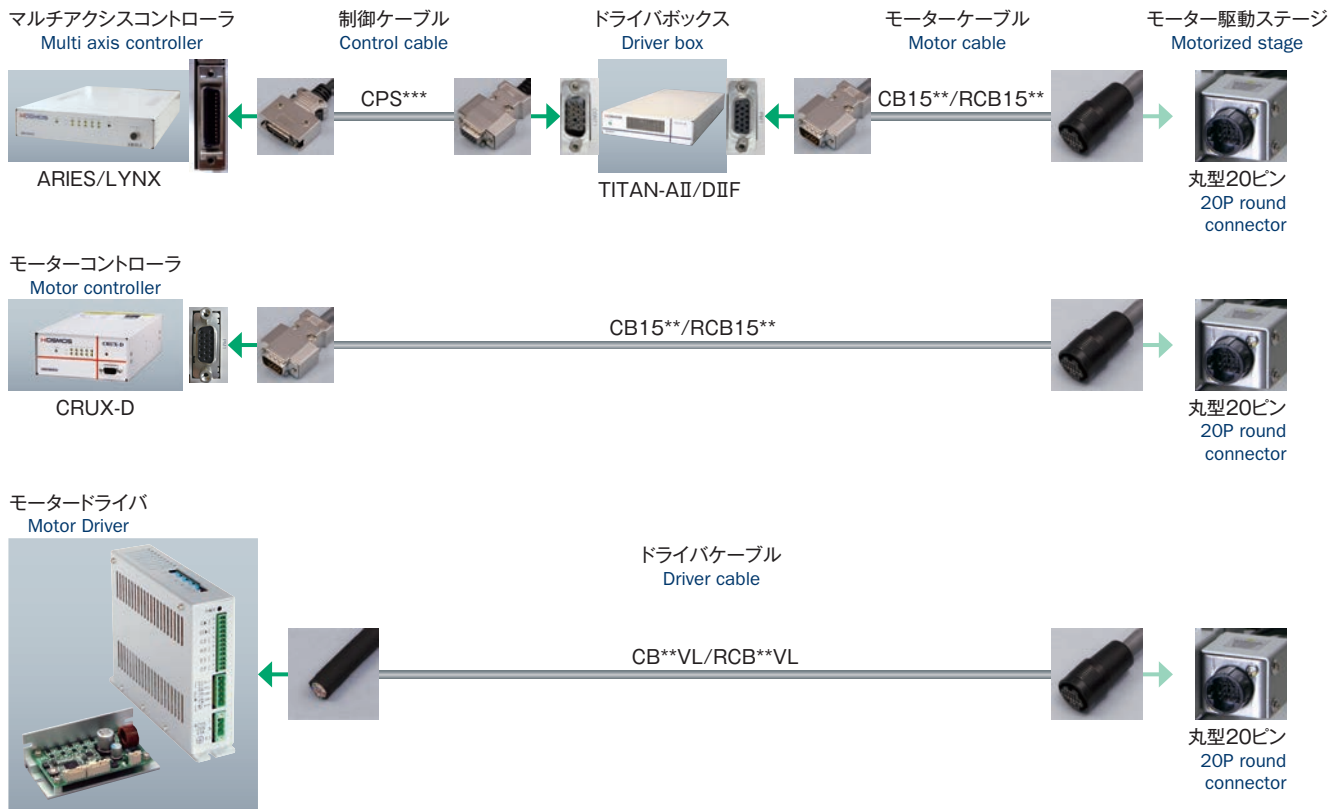 マルチアクシスコントローラ
Multi axis controller
制御ケーブル
Control cable
ドライバボックス
Driver box
モーターケーブル
Motor cable
モーター駆動ステージ
Motorized stage
KOSMOS
CPS***
CB15**/RCB15**
ARIES/LYNX
TITAN-AⅡ/DⅡF
丸型20ピン
20P round
connector
モーターコントローラ
Motor controller
KOSMOS
CRUX-D
CB15**/RCB15**
CRUX-D
丸型20ピン
20P round
connector
モータードライバ
Motor Driver
ドライバケーブル
Driver cable
CB**VL/RCB**VL
丸型20ピン
20P round
connector